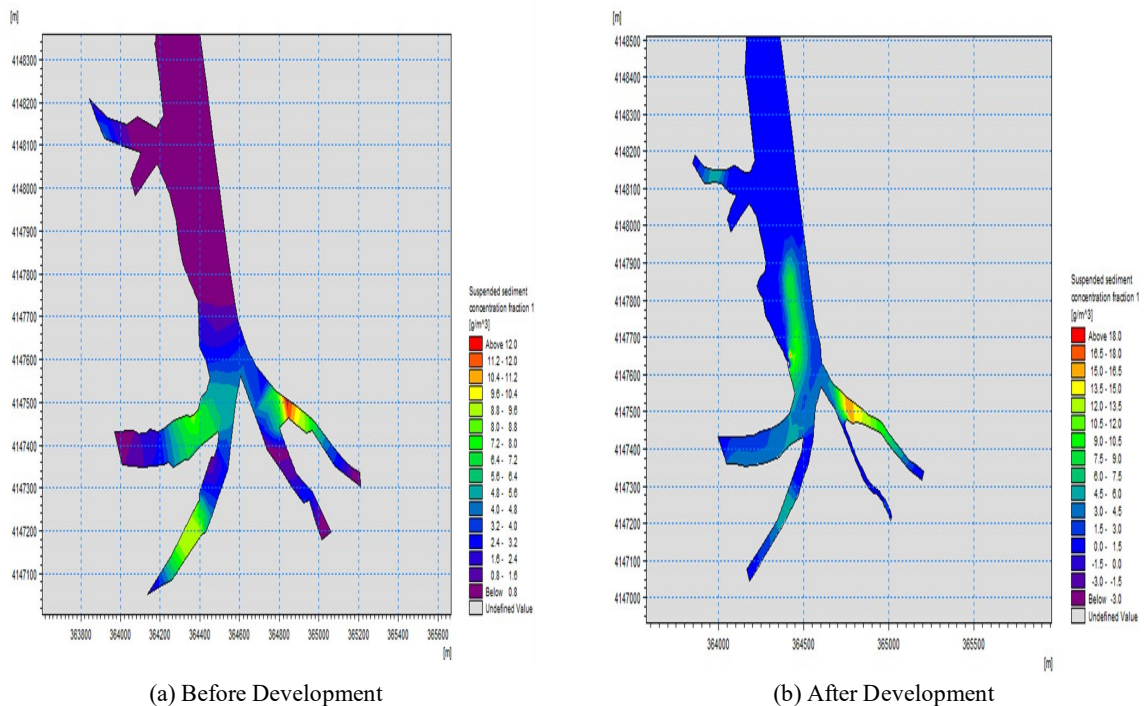 [m]
4148300
4148200
4148100
4148000
4147900
4147800
4147700
4147600
4147500
4147400
4147300
4147200
4147100
363800 364000 364200 364400 364600 364800 365000 365200 365400 365600
[m]
Suspended sediment
concentration fraction 1
[g/m^3]
Above 12.0
11.2 - 12.0
10.4 - 11.2
9.6 - 10.4
8.8 - 9.6
8.0 - 8.8
7.2 - 8.0
6.4 - 7.2
5.6 - 6.4
4.8 - 5.6
4.0 - 4.8
3.2 - 4.0
2.4 - 3.2
1.6 - 2.4
0.8 - 1.6
Below 0.8
Undefined Value
(a) Before Development
[m]
4148500
4148400
4148300
4148200
4148100
4148000
4147900
4147800
4147700
4147600
4147500
4147400
4147300
4147200
4147100
4147000
364000 364500 365000 365500
[m]
Suspended sediment
concentration fraction 1
[g/m^3]
Above 18.0
16.5 - 18.0
15.0 - 16.5
13.5 - 15.0
12.0 - 13.5
10.5 - 12.0
9.0 - 10.5
7.5 - 9.0
6.0 - 7.5
4.5 - 6.0
3.0 - 4.5
1.5 - 3.0
0.0 - 1.5
-1.5 - 0.0
-3.0 - -1.5
Below -3.0
Undefined Value
(b) After Development